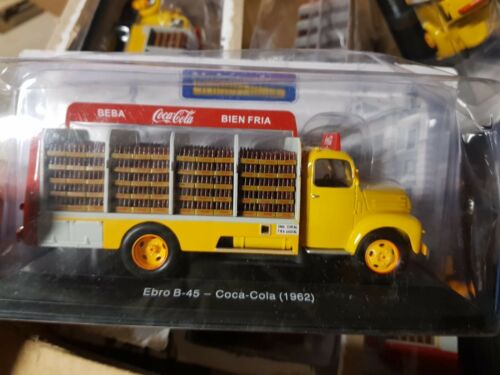 BEBA Coca-Cola BIEN FRIA
Ebro B-45 – Coca-Cola (1962)